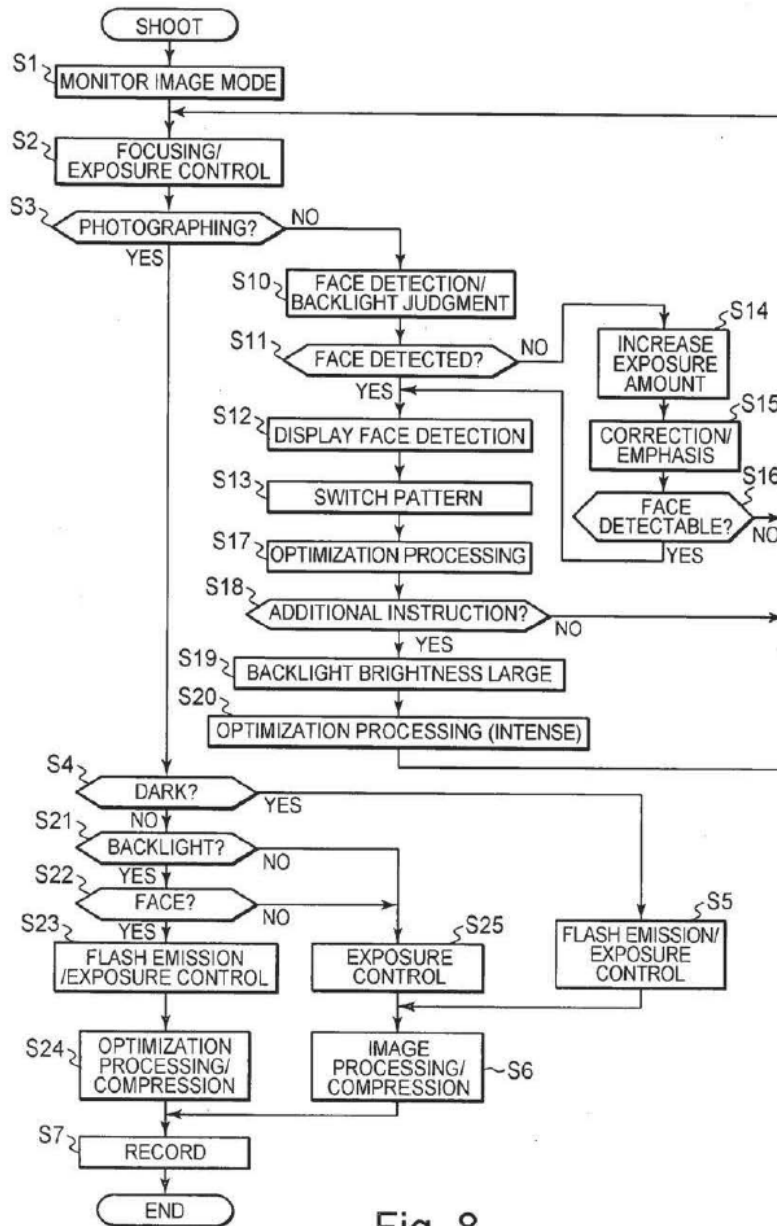 SHOOT
S1
MONITOR IMAGE MODE
S2
FOCUSING/
EXPOSURE CONTROL
S3
PHOTOGRAPHING?
NO
YES
S10
FACE DETECTION/
BACKLIGHT JUDGMENT
S11
FACE DETECTED?
NO
YES
S14
INCREASE
EXPOSURE
AMOUNT
S12
DISPLAY FACE DETECTION
S15
CORRECTION/
EMPHASIS
S13
SWITCH PATTERN
S16
FACE
DETECTABLE?
NO
YES
S17
OPTIMIZATION PROCESSING
S18
ADDITIONAL INSTRUCTION?
NO
YES
S19
BACKLIGHT BRIGHTNESS LARGE
S20
OPTIMIZATION PROCESSING (INTENSE)
S4
DARK?
YES
NO
S21
BACKLIGHT?
NO
YES
S22
FACE?
NO
YES
S23
FLASH EMISSION
/EXPOSURE CONTROL
S25
EXPOSURE
CONTROL
S5
FLASH EMISSION/
EXPOSURE
CONTROL
S24
OPTIMIZATION
PROCESSING/
COMPRESSION
IMAGE
PROCESSING/
COMPRESSION
S6
S7
RECORD
END
Fig. 8